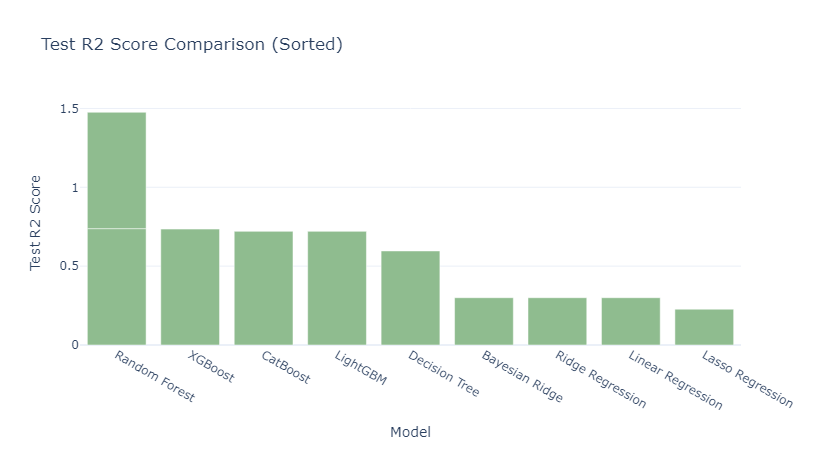 Test R2 Score Comparison (Sorted)
1.5
1
0.5
0
Test R2 Score
Random Forest
XGBoost
CatBoost
LightGBM
Decision Tree
Bayesian Ridge
Ridge Regression
Linear Regression
Lasso Regression
Model